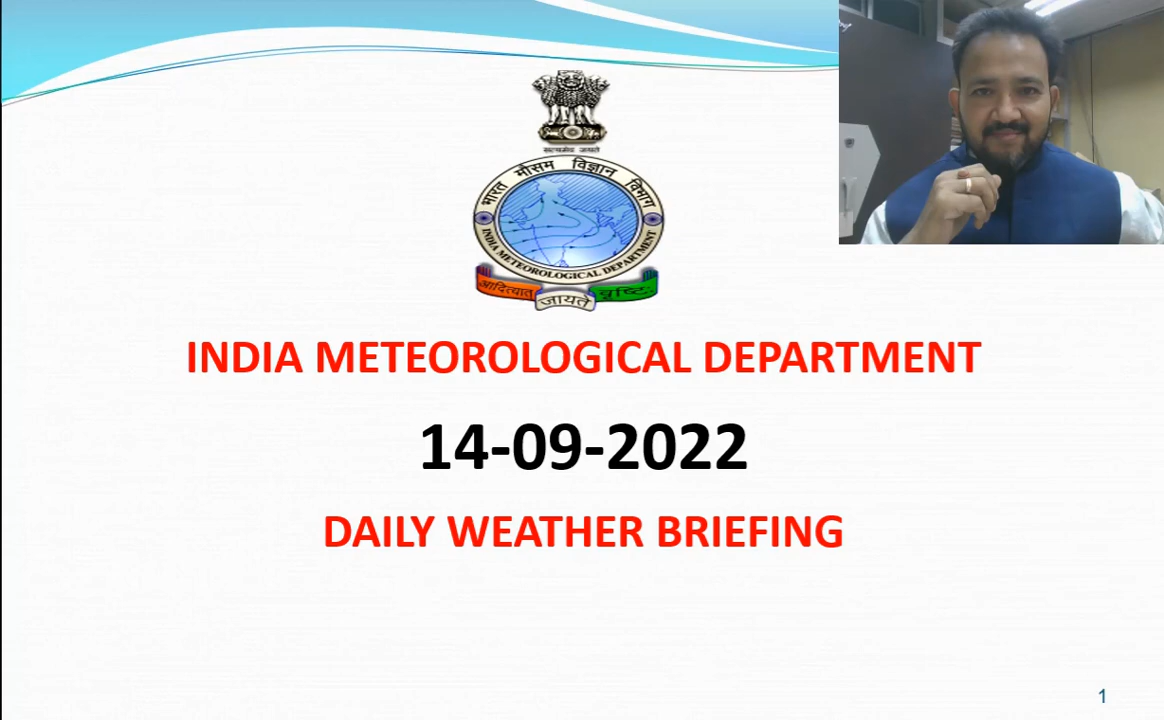 सत्यमेव जयते
भारत मौसम विज्ञान विभाग
INDIA METEOROLOGICAL DEPARTMENT
आदित्यात् जायते वृष्टिः
INDIA METEOROLOGICAL DEPARTMENT
14-09-2022
DAILY WEATHER BRIEFING
1